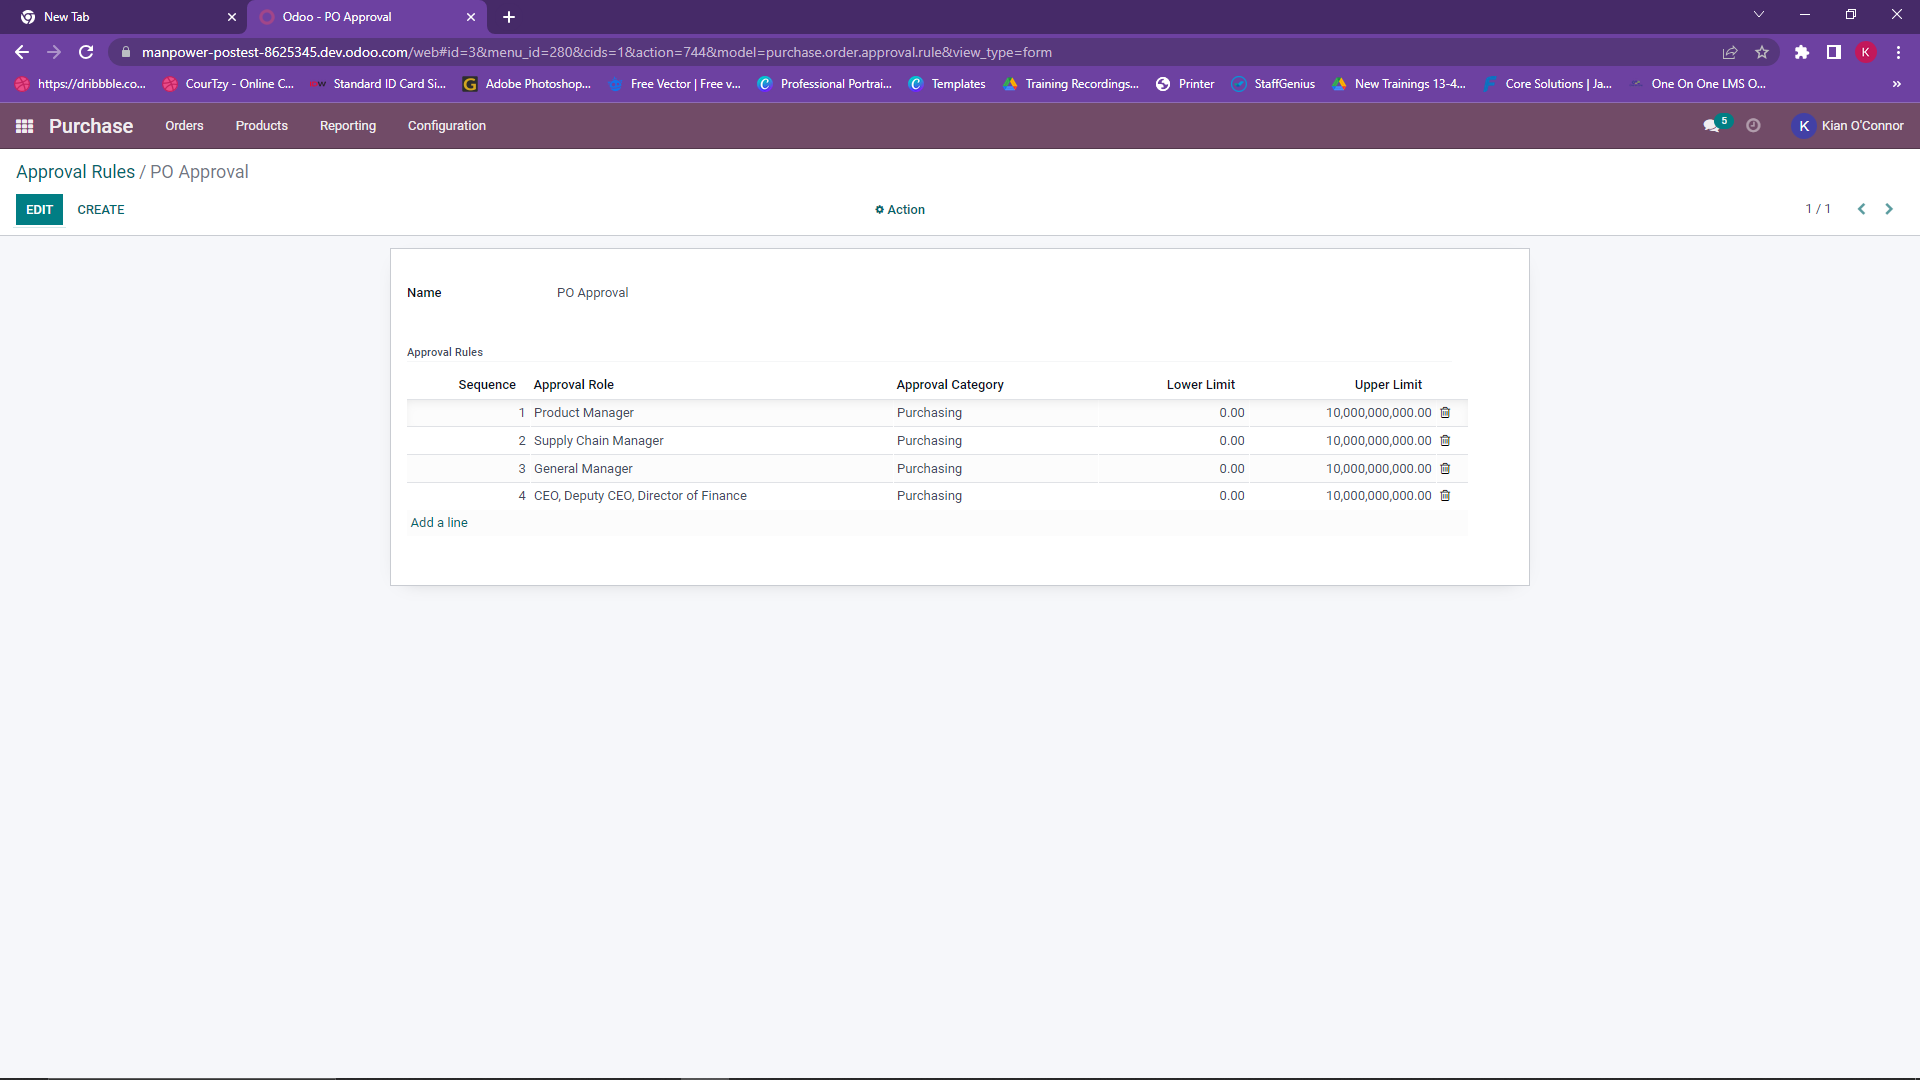 New Tab
Odoo - PO Approval
manpower-postest-8625345.dev.odoo.com/web#id=3&menu_id=280&cids=1&action=744&model=purchase.order.approval.rule&view_type=form
K
https://dribbble.co... CourTzy - Online C... Standard ID Card Si... Adobe Photoshop... Free Vector | Free v... Professional Portrai... Templates Training Recordings... Printer StaffGenius New Trainings 13-4... Core Solutions | Ja... One On One LMS O... »
Purchase Orders Products Reporting Configuration 5 K Kian O'Connor
Approval Rules / PO Approval
EDIT CREATE Action 1 / 1
Name PO Approval
Approval Rules
Sequence Approval Role Approval Category Lower Limit Upper Limit
1 Product Manager Purchasing 0.00 10,000,000,000.00
2 Supply Chain Manager Purchasing 0.00 10,000,000,000.00
3 General Manager Purchasing 0.00 10,000,000,000.00
4 CEO, Deputy CEO, Director of Finance Purchasing 0.00 10,000,000,000.00
Add a line